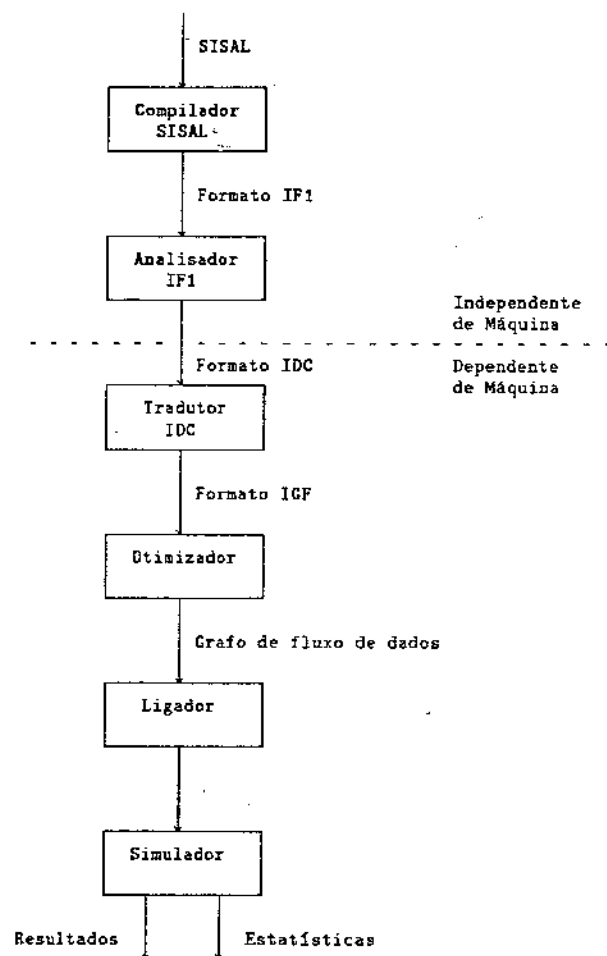 SISAL
Compilador
SISAL
Formato IF1
Analisador
IF1
Independente
de Máquina
Formato IDC
Dependente
de Máquina
Tradutor
IDC
Formato IGF
Otimizador
Grafo de fluxo de dados
Ligador
Simulador
Resultados
Estatísticas